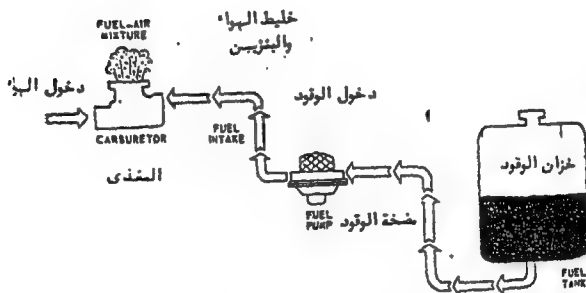 FUEL-AIR
MIXTURE
خليط الهواء
والبنزين
دخول الهواء
CARBURETOR
المغذى
دخول الوقود
FUEL
INTAKE
FUEL
PUMP
مضخة الوقود
خزان الوقود
FUEL
TANK